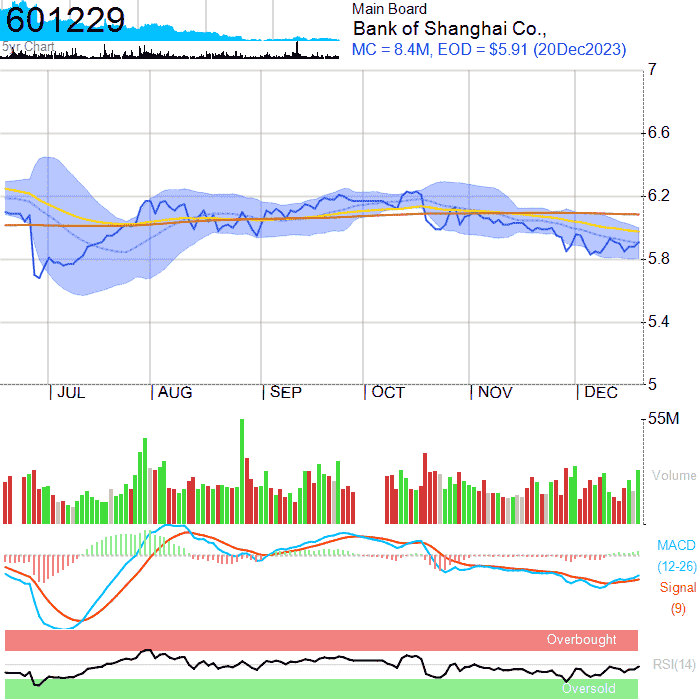 601229
5yr Chart
Main Board
Bank of Shanghai Co.,
MC = 8.4M, EOD = $5.91 (20Dec2023)
7
6.6
6.2
5.8
5.4
5
JUL AUG SEP OCT NOV DEC
55M
Volume
MACD
(12-26)
Signal
(9)
Overbought
RSI(14)
Oversold